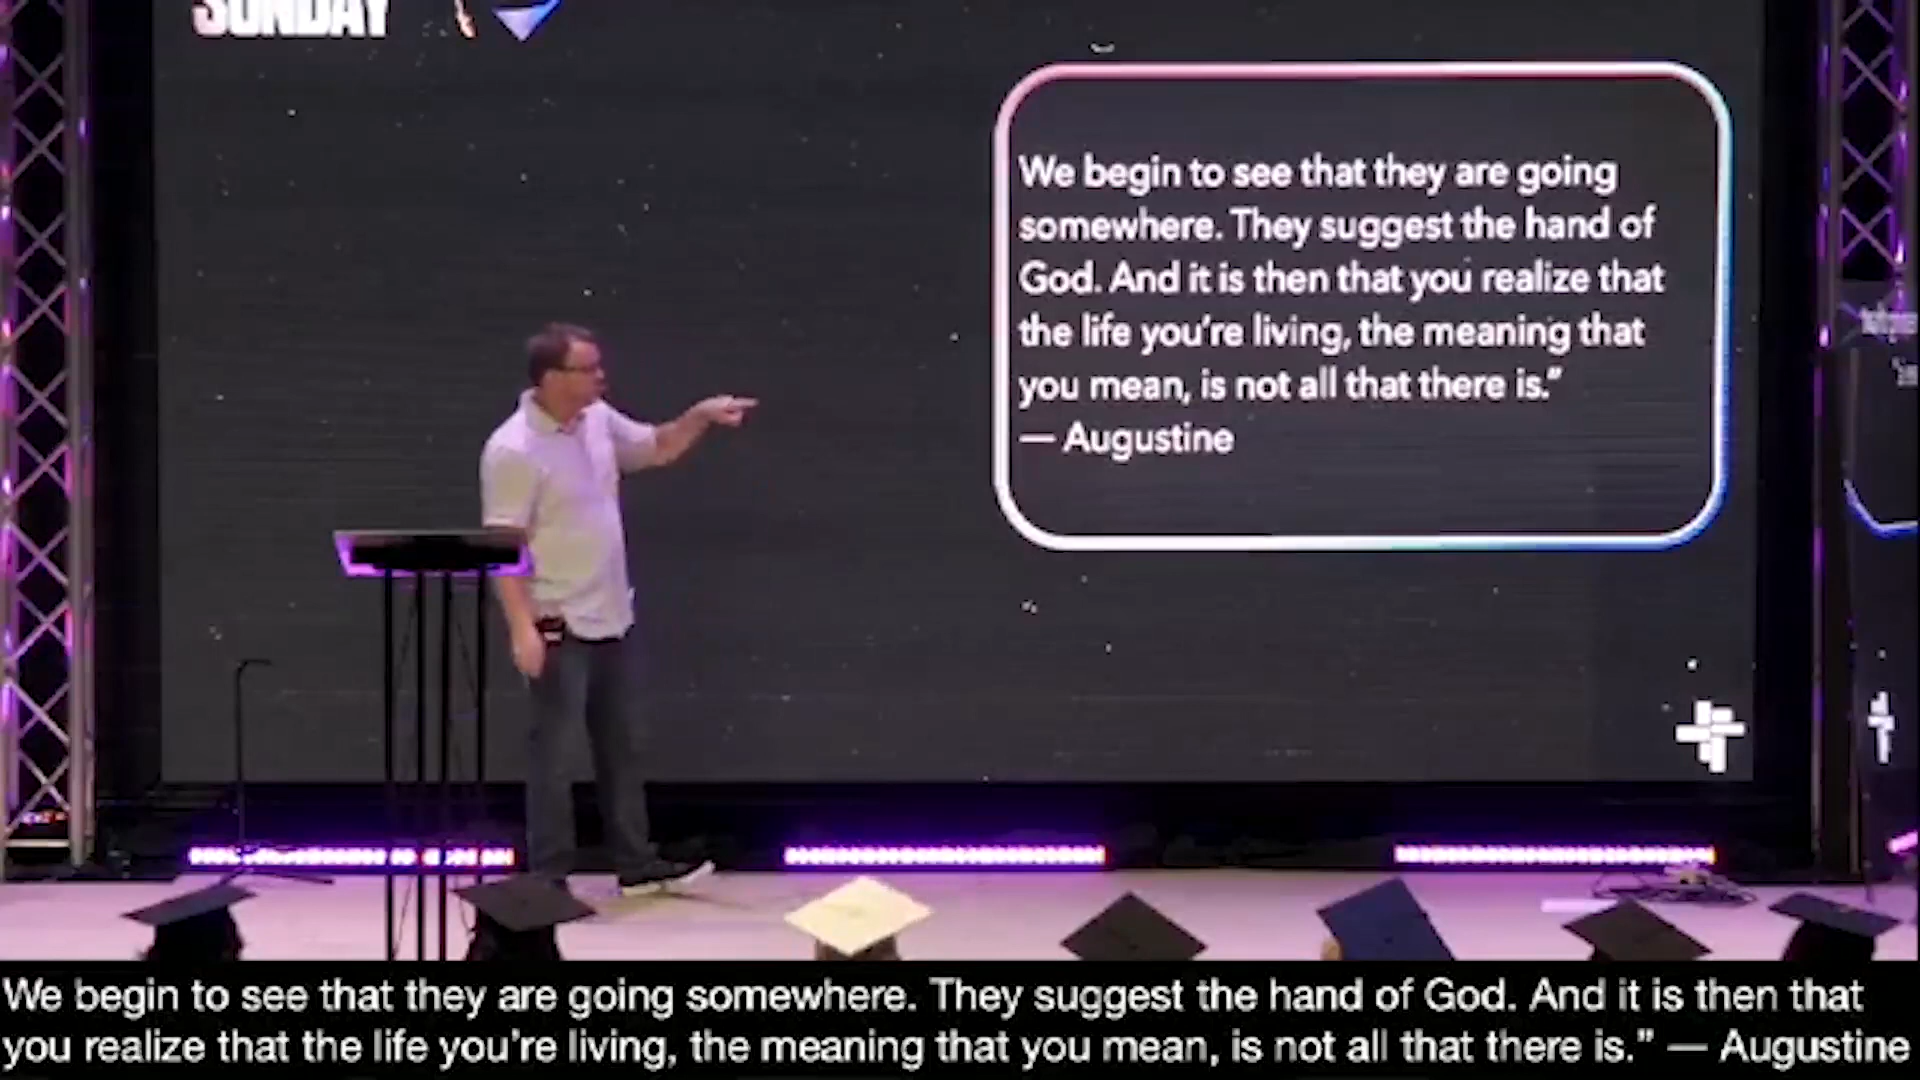 SUNDAY
We begin to see that they are going
somewhere. They suggest the hand of
God. And it is then that you realize that
the life you're living, the meaning that
you mean, is not all that there is.”
— Augustine
We begin to see that they are going somewhere. They suggest the hand of God. And it is then that
you realize that the life you're living, the meaning that you mean, is not all that there is.” — Augustine